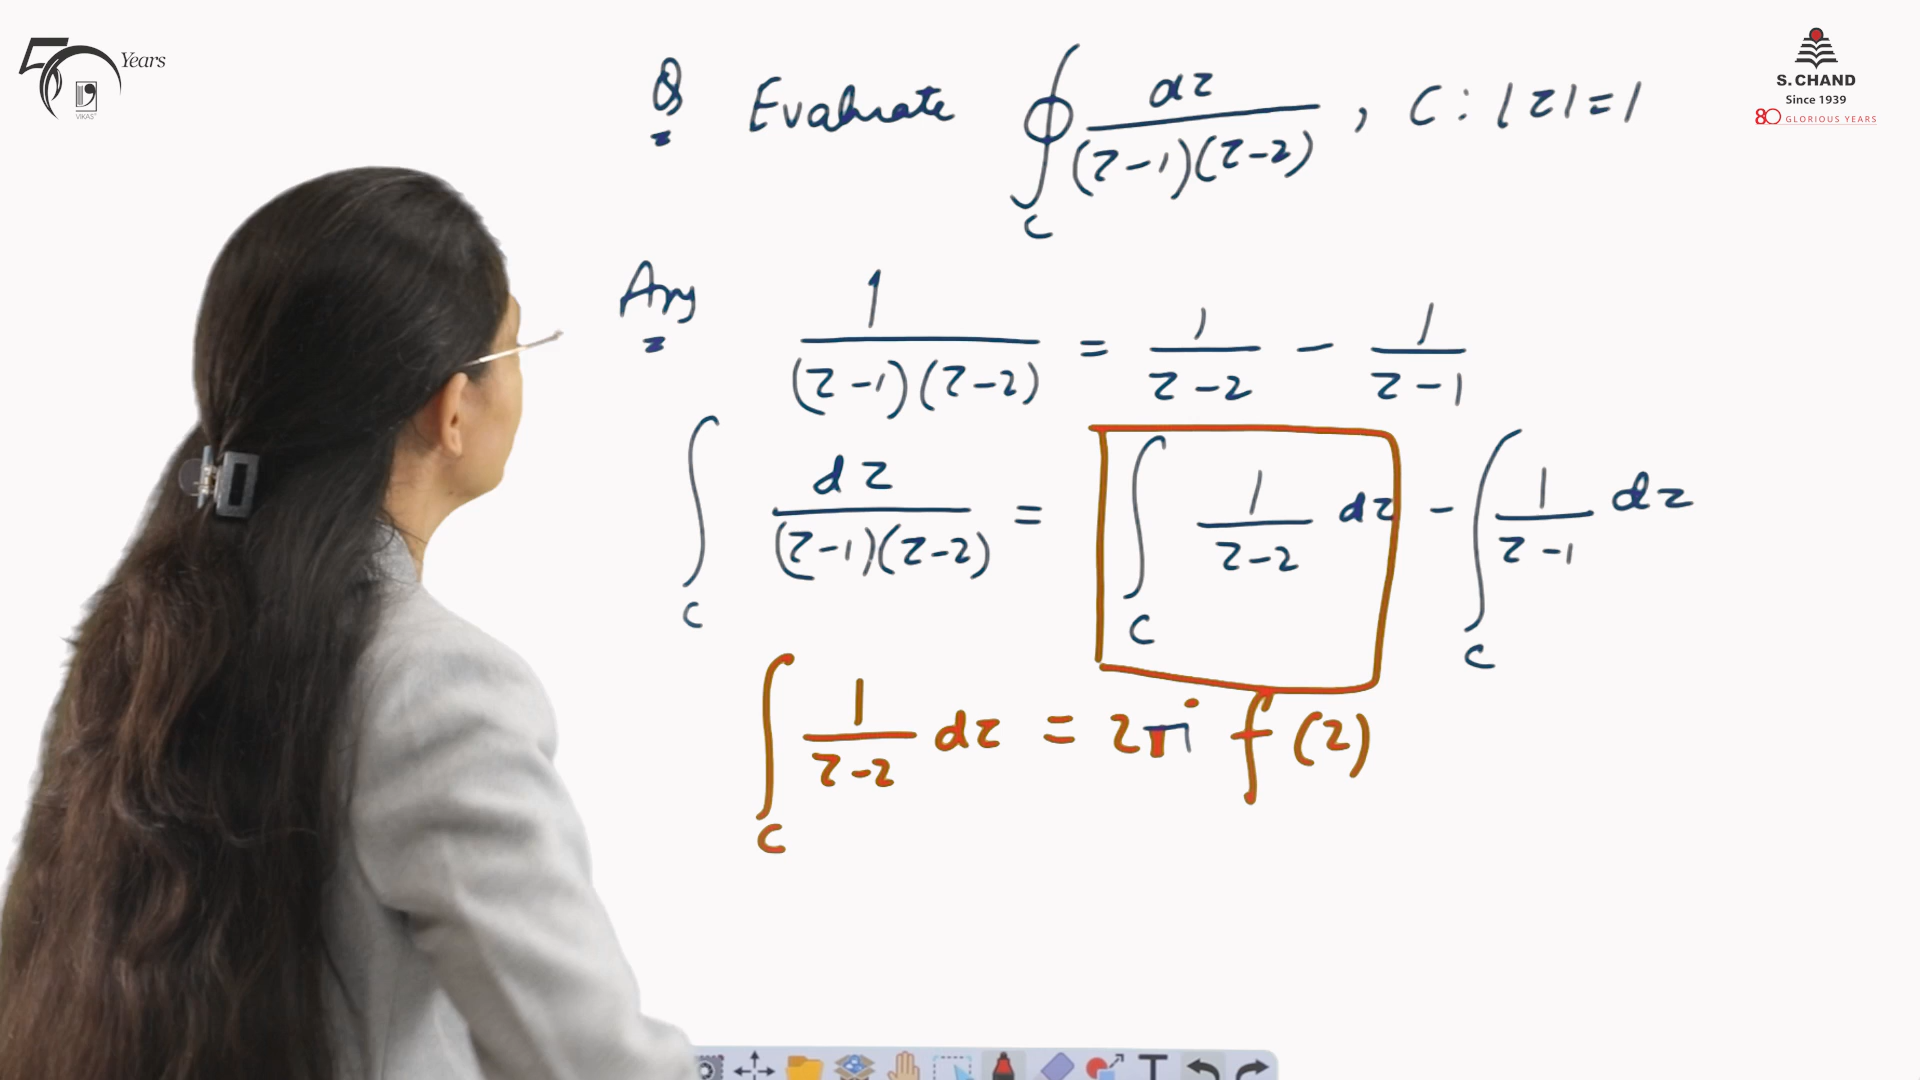 50 Years
VIKAS
S. CHAND
Since 1939
80 GLORIOUS YEARS
Q Evaluate ∮_C dz/((z-1)(z-2)) , C : |z| = 1
Ans 1/((z-1)(z-2)) = 1/(z-2) - 1/(z-1)
∫_C dz/((z-1)(z-2)) = ∫_C 1/(z-2) dz - ∫_C 1/(z-1) dz
∫_C 1/(z-2) dz = 2πi f(2)
T